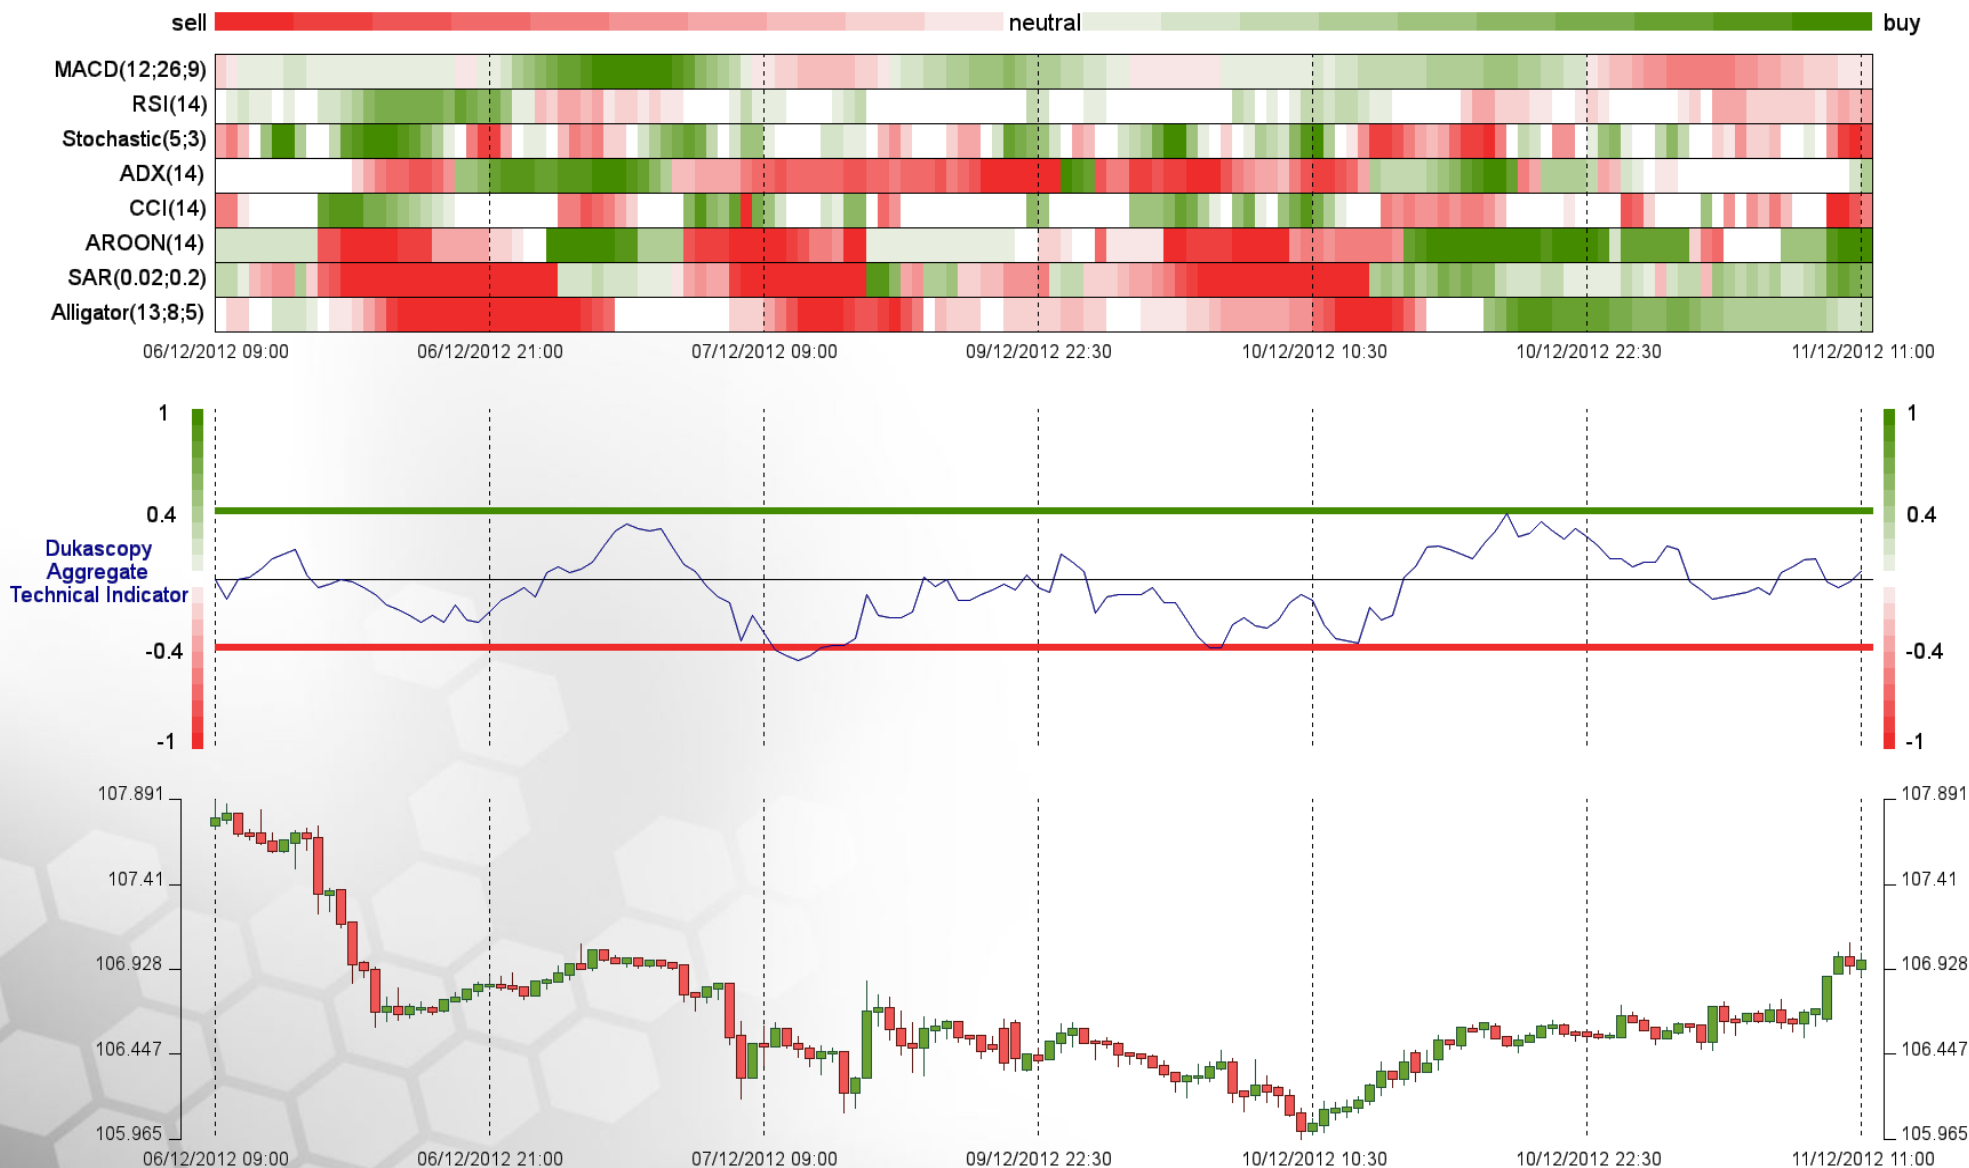 sell neutral buy
MACD(12;26;9)
RSI(14)
Stochastic(5;3)
ADX(14)
CCI(14)
AROON(14)
SAR(0.02;0.2)
Alligator(13;8;5)
06/12/2012 09:00 06/12/2012 21:00 07/12/2012 09:00 09/12/2012 22:30 10/12/2012 10:30 10/12/2012 22:30 11/12/2012 11:00
1 1
0.4 0.4
Dukascopy
Aggregate
Technical Indicator
-0.4 -0.4
-1 -1
107.891 107.891
107.41 107.41
106.928 106.928
106.447 106.447
105.965 105.965
06/12/2012 09:00 06/12/2012 21:00 07/12/2012 09:00 09/12/2012 22:30 10/12/2012 10:30 10/12/2012 22:30 11/12/2012 11:00